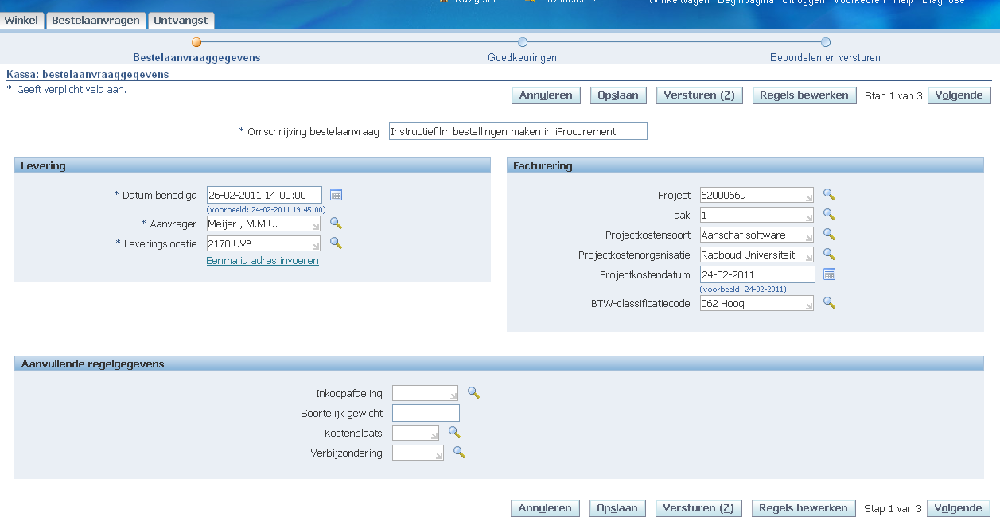 Navigator
Favorieten
Winkelwagen Beginpagina Uitloggen Voorkeuren Help Diagnose
Winkel Bestelaanvragen Ontvangst
Bestelaanvraaggegevens Goedkeuringen Beoordelen en versturen
Kassa: bestelaanvraaggegevens
* Geeft verplicht veld aan.
Annuleren Opslaan Versturen (Z) Regels bewerken Stap 1 van 3 Volgende
* Omschrijving bestelaanvraag Instructiefilm bestellingen maken in iProcurement.
Levering
* Datum benodigd 26-02-2011 14:00:00
(voorbeeld: 24-02-2011 19:45:00)
* Aanvrager Meijer , M.M.U.
* Leveringslocatie 2170 UVB
Eenmalig adres invoeren
Facturering
Project 62000669
Taak 1
Projectkostensoort Aanschaf software
Projectkostenorganisatie Radboud Universiteit
Projectkostendatum 24-02-2011
(voorbeeld: 24-02-2011)
BTW-classificatiecode 062 Hoog
Aanvullende regelgegevens
Inkoopafdeling
Soortelijk gewicht
Kostenplaats
Verbijzondering
Annuleren Opslaan Versturen (Z) Regels bewerken Stap 1 van 3 Volgende